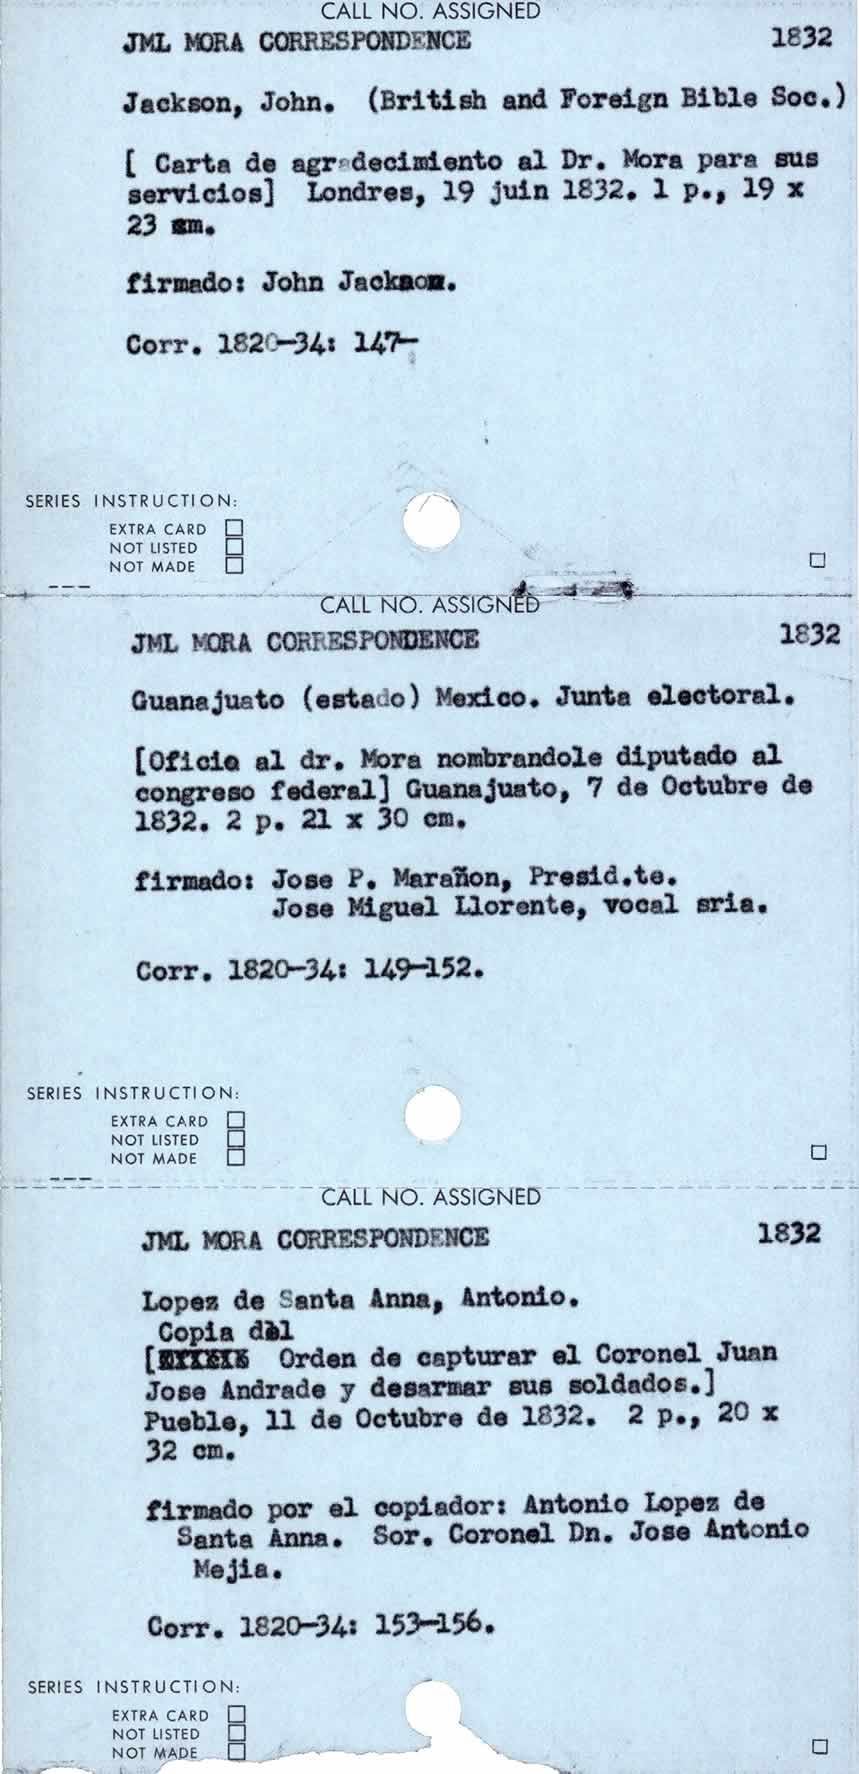 CALL NO. ASSIGNED
JML MORA CORRESPONDENCE 1832
Jackson, John. (British and Foreign Bible Soc.)
[ Carta de agradecimiento al Dr. Mora para sus
servicios] Londres, 19 juin 1832. 1 p., 19 x
23 cm.
firmado: John Jackson.
Corr. 1820-34: 147-
SERIES INSTRUCTION:
EXTRA CARD
NOT LISTED
NOT MADE
CALL NO. ASSIGNED
JML MORA CORRESPONDENCE 1832
Guanajuato (estado) Mexico. Junta electoral.
[Oficio al dr. Mora nombrandole diputado al
congreso federal] Guanajuato, 7 de Octubre de
1832. 2 p. 21 x 30 cm.
firmado: Jose P. Marañon, Presid.te.
Jose Miguel Llorente, vocal sria.
Corr. 1820-34: 149-152.
SERIES INSTRUCTION:
EXTRA CARD
NOT LISTED
NOT MADE
CALL NO. ASSIGNED
JML MORA CORRESPONDENCE 1832
Lopez de Santa Anna, Antonio.
Copia del
[ Orden de capturar el Coronel Juan
Jose Andrade y desarmar sus soldados.]
Pueble, 11 de Octubre de 1832. 2 p., 20 x
32 cm.
firmado por el copiador: Antonio Lopez de
Santa Anna. Sor. Coronel Dn. Jose Antonio
Mejia.
Corr. 1820-34: 153-156.
SERIES INSTRUCTION:
EXTRA CARD
NOT LISTED
NOT MADE